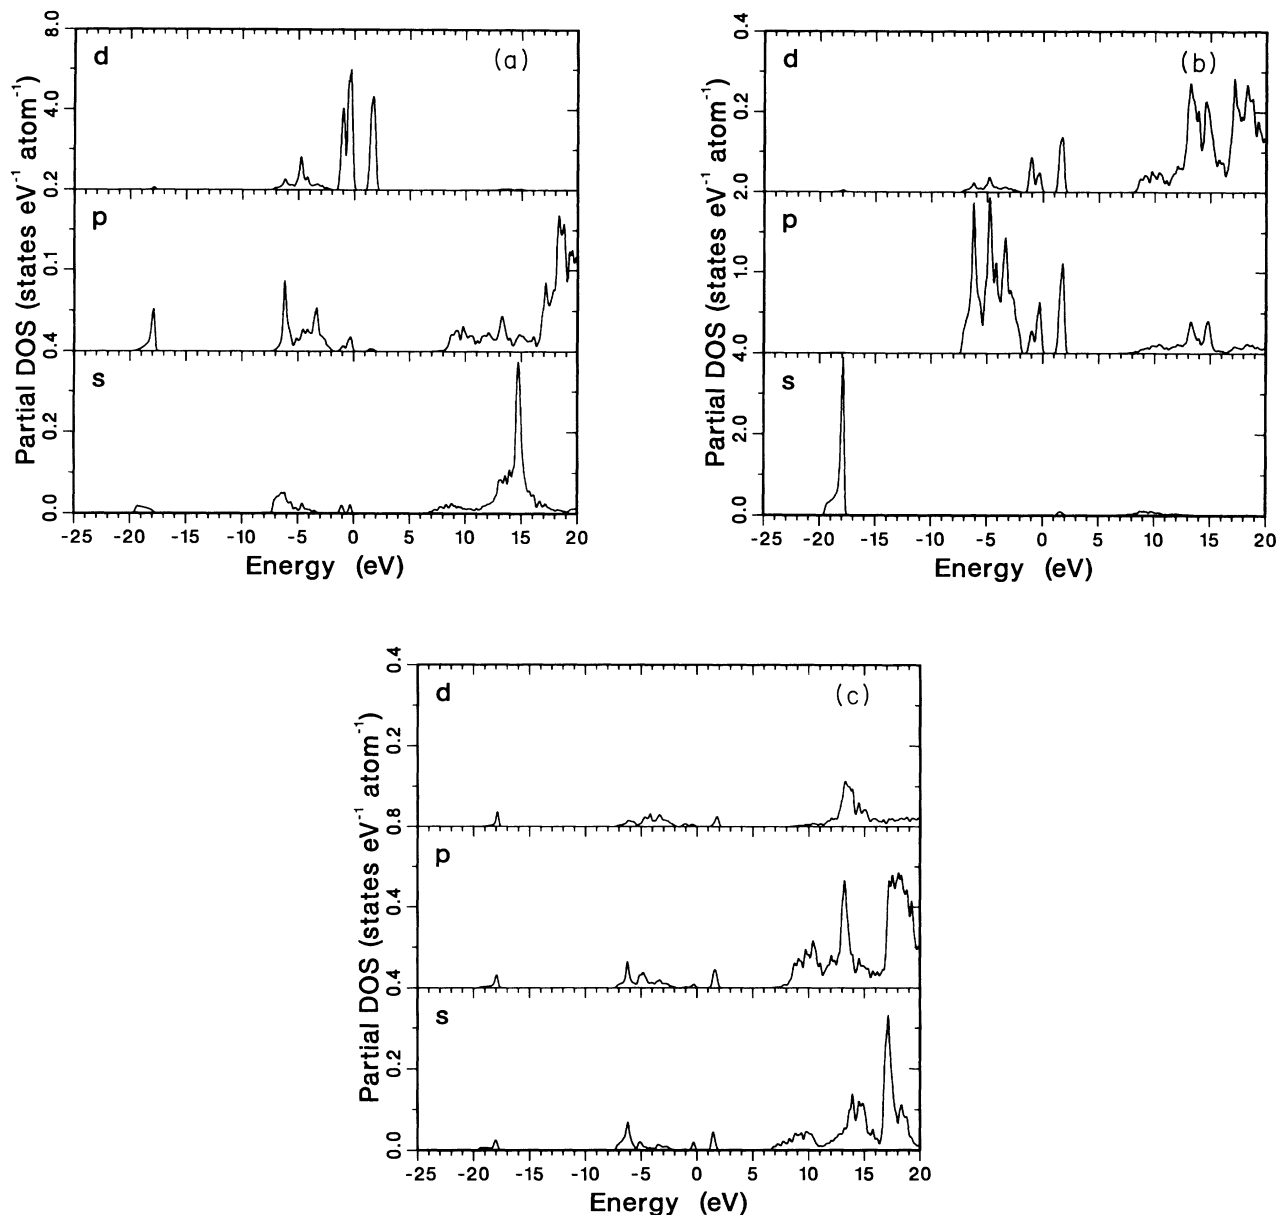 (a)
Partial DOS (states eV⁻¹ atom⁻¹)
8.0
4.0
0.2
d
0.1
0.4
p
0.2
0.0
s
-25 -20 -15 -10 -5 0 5 10 15 20
Energy (eV)
(b)
Partial DOS (states eV⁻¹ atom⁻¹)
0.4
0.2
2.0
d
1.0
4.0
p
2.0
0.0
s
-25 -20 -15 -10 -5 0 5 10 15 20
Energy (eV)
(c)
Partial DOS (states eV⁻¹ atom⁻¹)
0.4
0.2
0.8
d
0.4
0.4
p
0.2
0.0
s
-25 -20 -15 -10 -5 0 5 10 15 20
Energy (eV)